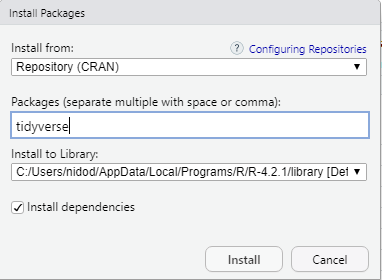 Install Packages
Install from:
? Configuring Repositories
Repository (CRAN)
Packages (separate multiple with space or comma):
tidyverse
Install to Library:
C:/Users/nidod/AppData/Local/Programs/R/R-4.2.1/library [Def
Install dependencies
Install Cancel